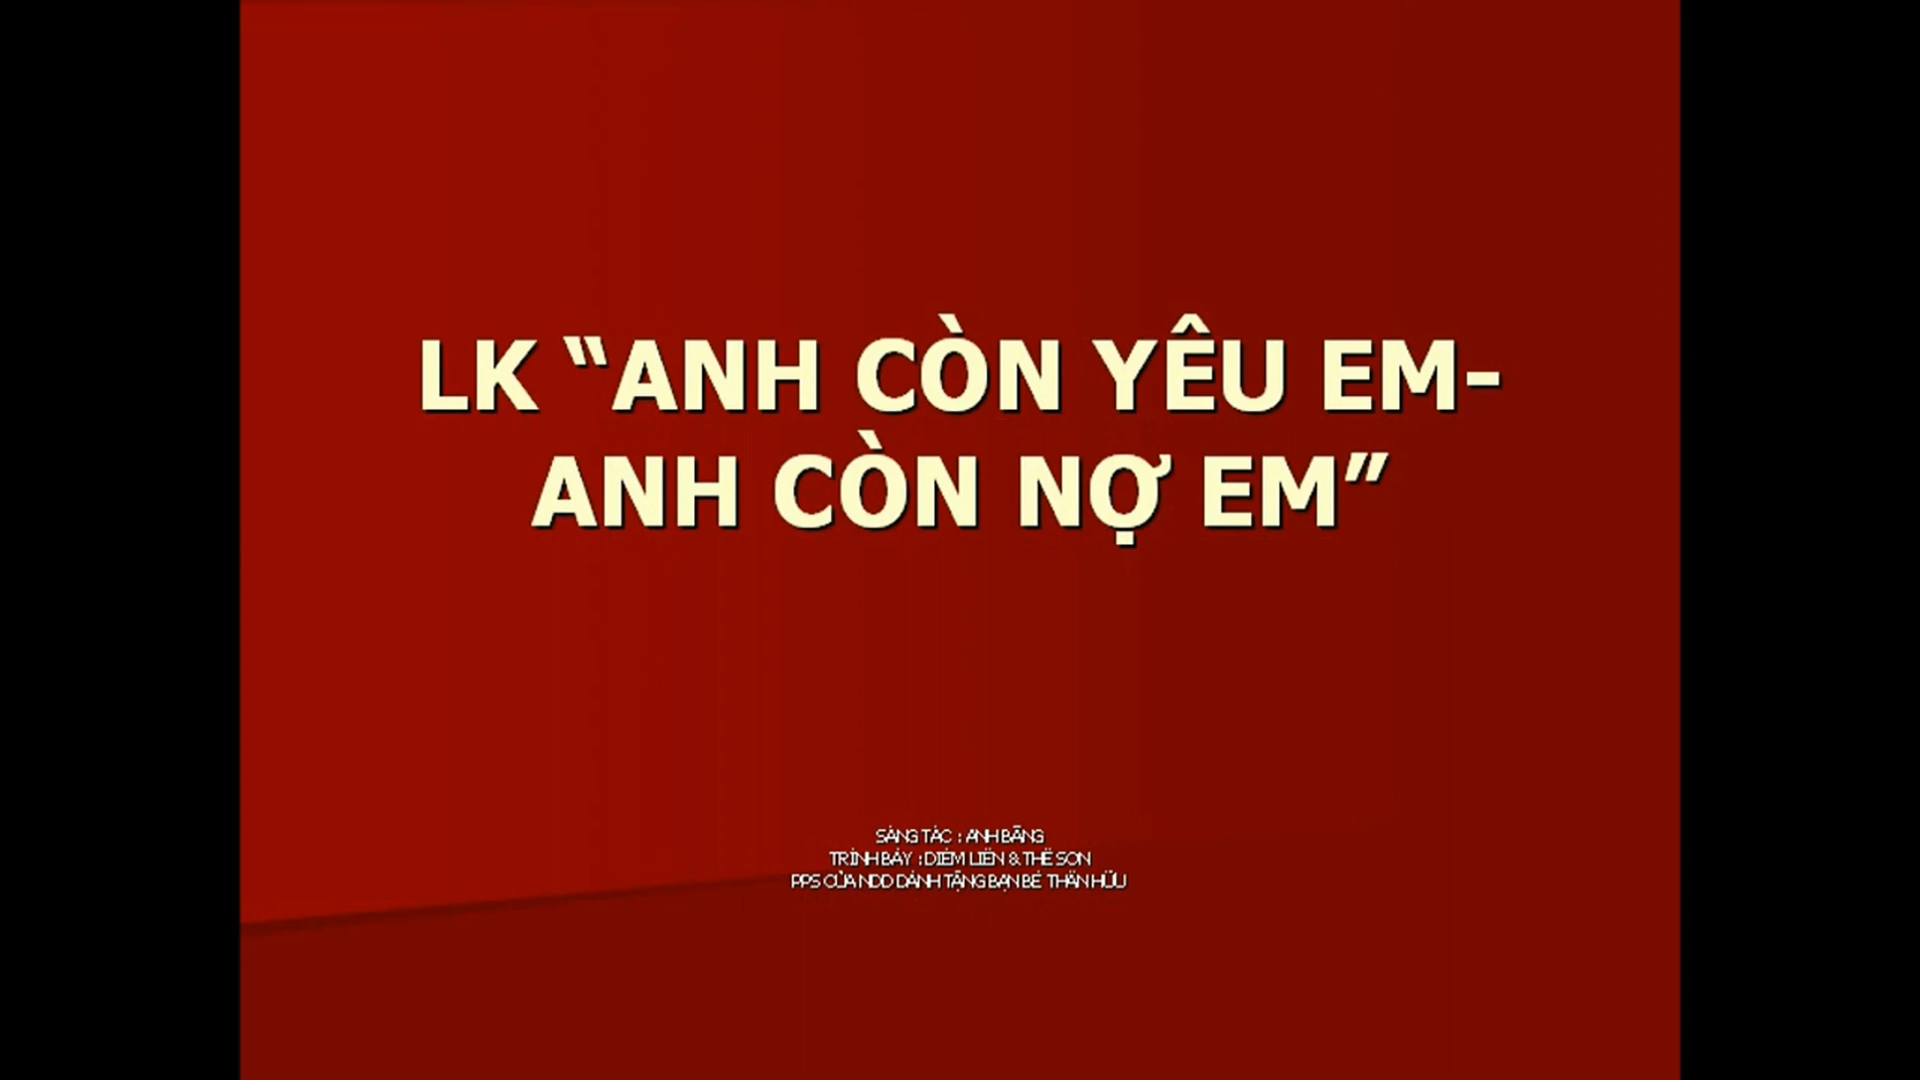 LK “ANH CÒN YÊU EM-
ANH CÒN NỢ EM”
SÁNG TÁC : ANH BẰNG
TRÌNH BÀY : DIỄM LIÊN & THẾ SƠN
PPS CỦA NDD DÀNH TẶNG BẠN BÈ THÂN HỮU